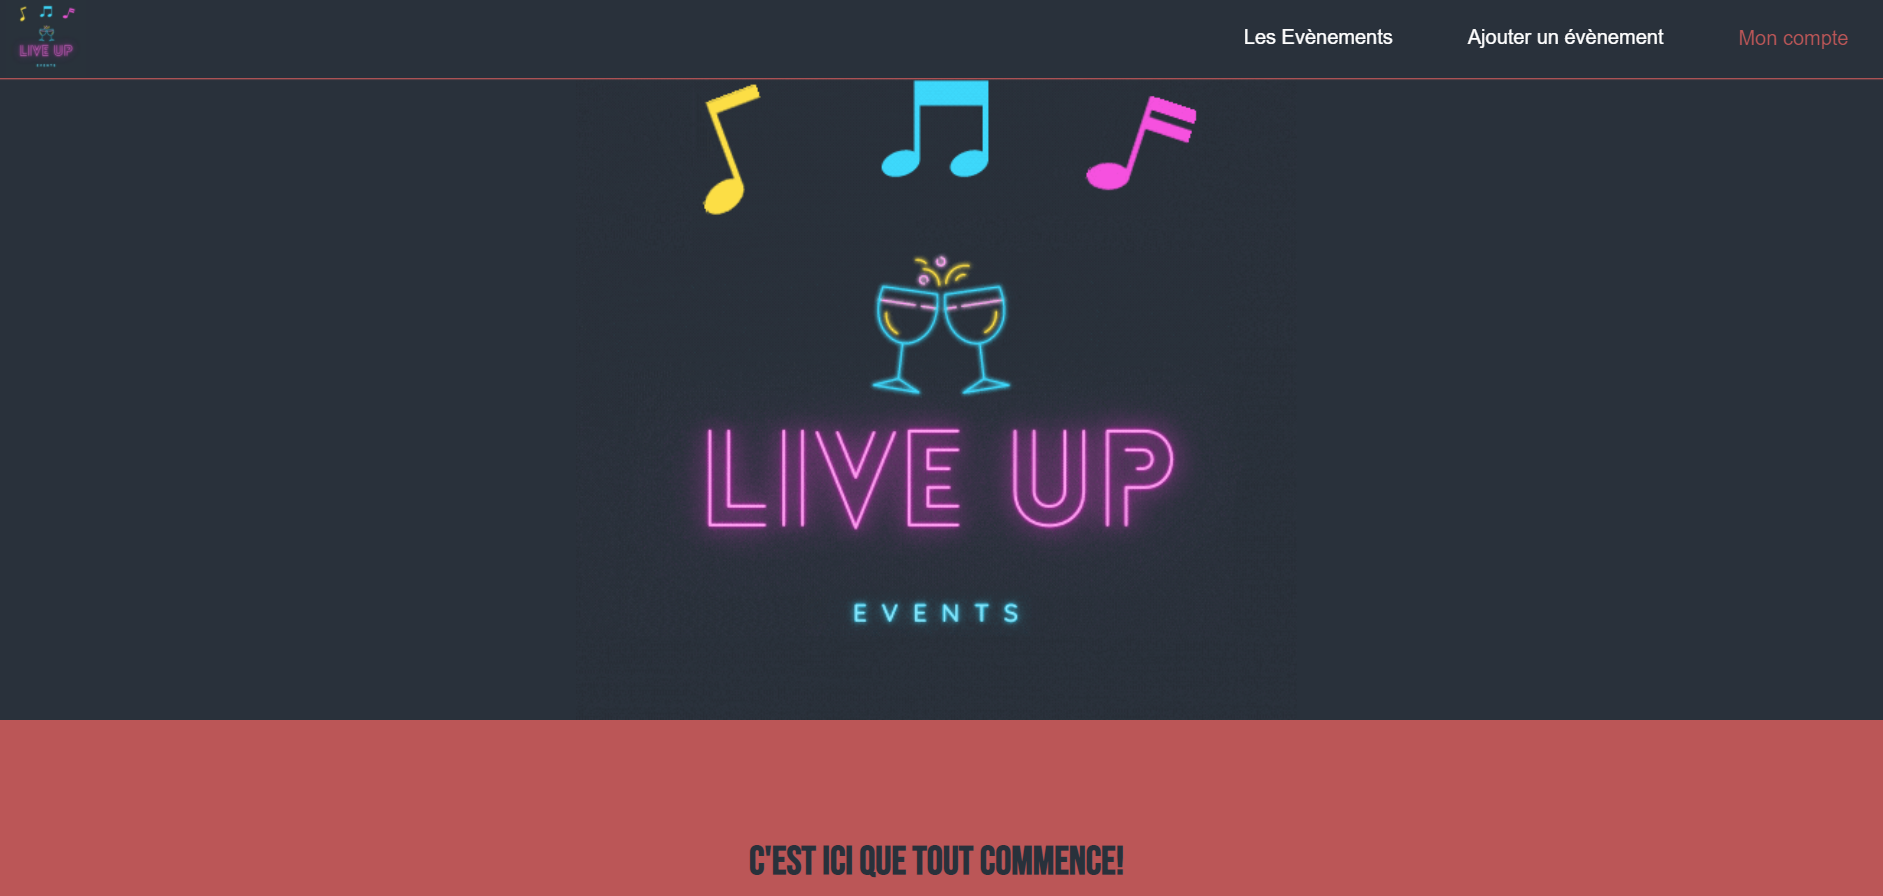 LIVE UP
EVENTS
Les Evènements
Ajouter un évènement
Mon compte
LIVE UP
EVENTS
C'EST ICI QUE TOUT COMMENCE!